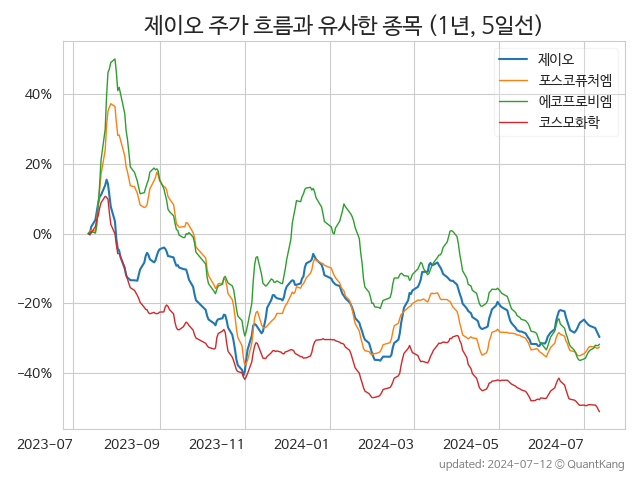 제이오 주가 흐름과 유사한 종목 (1년, 5일선)
제이오
포스코퓨처엠
에코프로비엠
코스모화학
40%
20%
0%
−20%
−40%
2023-07 2023-09 2023-11 2024-01 2024-03 2024-05 2024-07
updated: 2024-07-12 © QuantKang